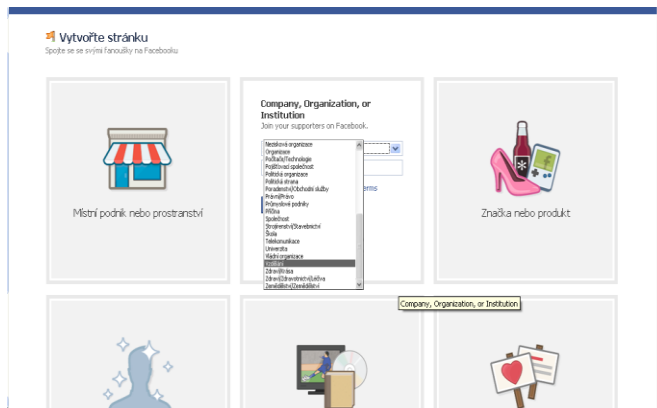 Vytvořte stránku
Spojte se se svými fanoušky na Facebooku.
Místní podnik nebo prostranství
Company, Organization, or
Institution
Join your supporters on Facebook.
Nezisková organizace
Organizace
Počítače/Technologie
Pojišťovací společnost
Politická organizace
Politická strana
Poradenství/Obchodní služby
Právní/Právo
Průmyslové podniky
Příčina
Společnost
Strojírenství/Stavebnictví
Škola
Telekomunikace
Univerzita
Vládní organizace
Vzdělání
Zdraví/Krása
Zdraví/Zdravotnictví/Léčiva
Zemědělství/Zemědělství
erms
Značka nebo produkt
Company, Organization, or Institution